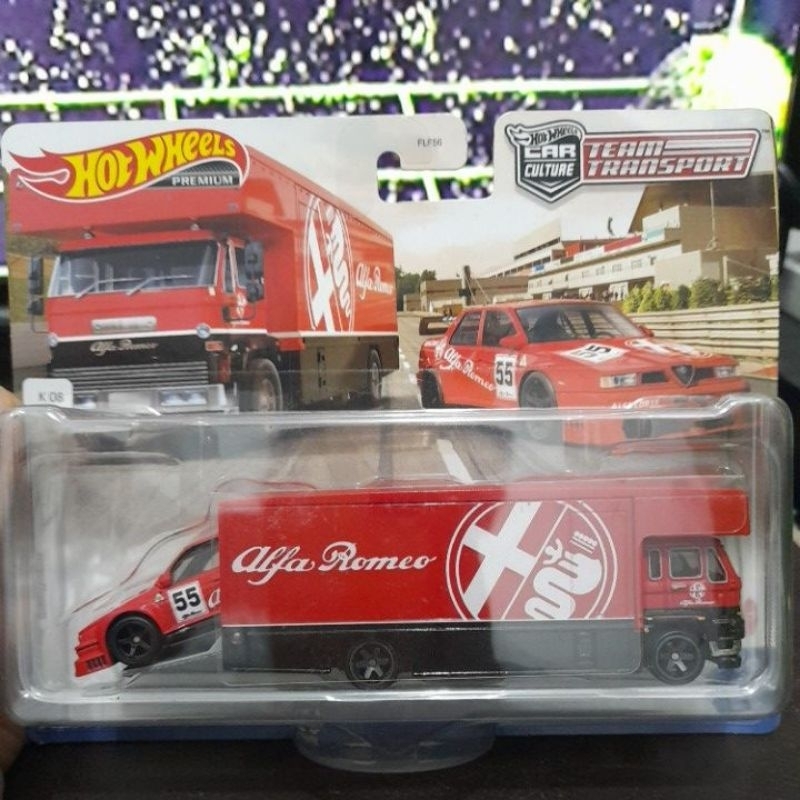 HOT WHEELS
PREMIUM
FLF56
HOT WHEELS
CAR
CULTURE
TEAM
TRANSPORT
Alfa Romeo
Alfa Romeo
Alfa Romeo
55
55
Alfa Romeo
55